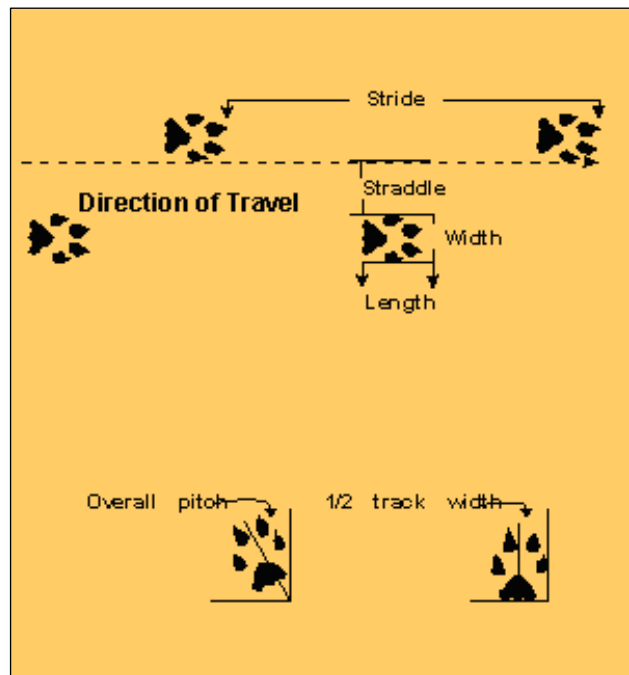 Stride
Straddle
Direction of Travel
Width
Length
Overall pitch
1/2 track width